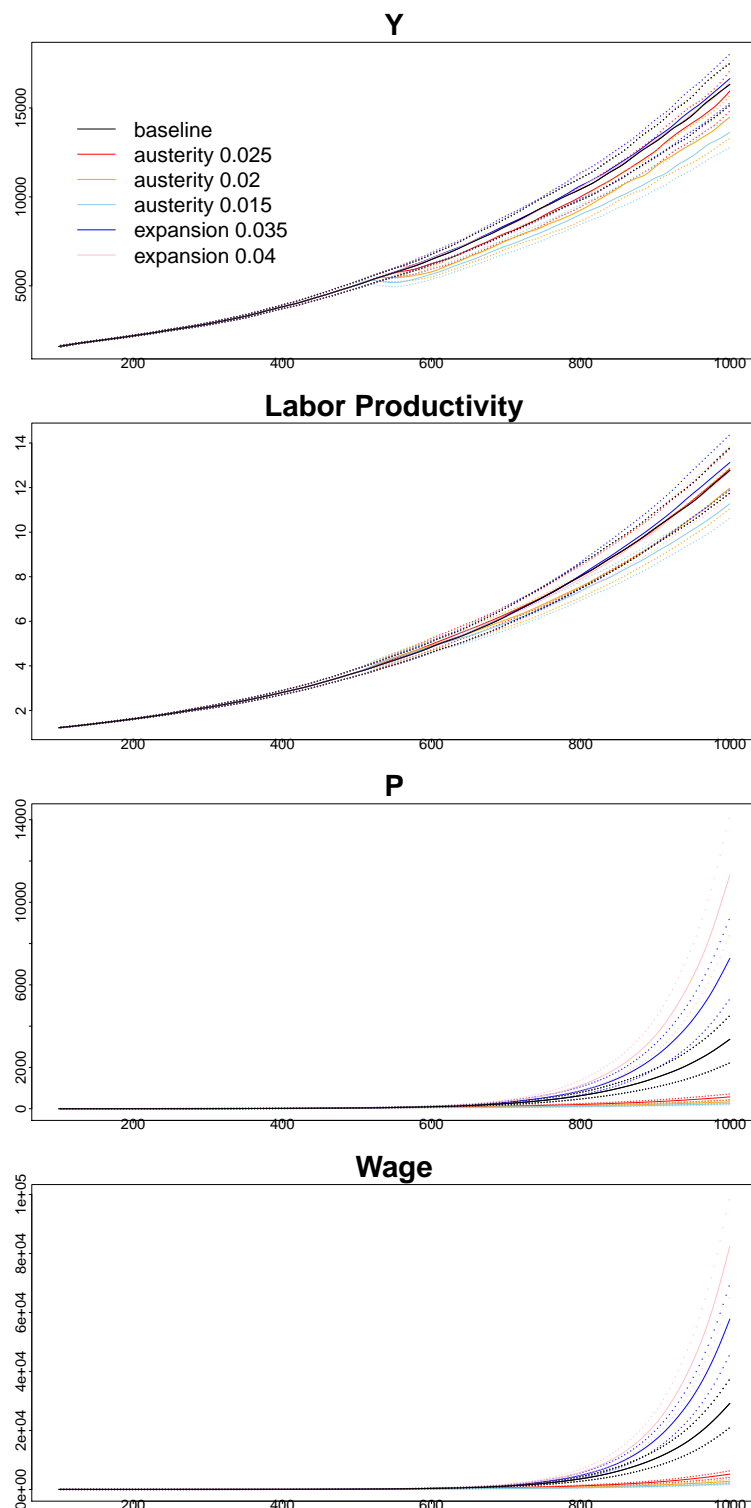 Y
15000
10000
5000
baseline
austerity 0.025
austerity 0.02
austerity 0.015
expansion 0.035
expansion 0.04
200 400 600 800 1000
Labor Productivity
14
12
10
8
6
4
2
200 400 600 800 1000
P
14000
10000
6000
2000
0
200 400 600 800 1000
Wage
1e+05
8e+04
6e+04
4e+04
2e+04
0e+00
200 400 600 800 1000